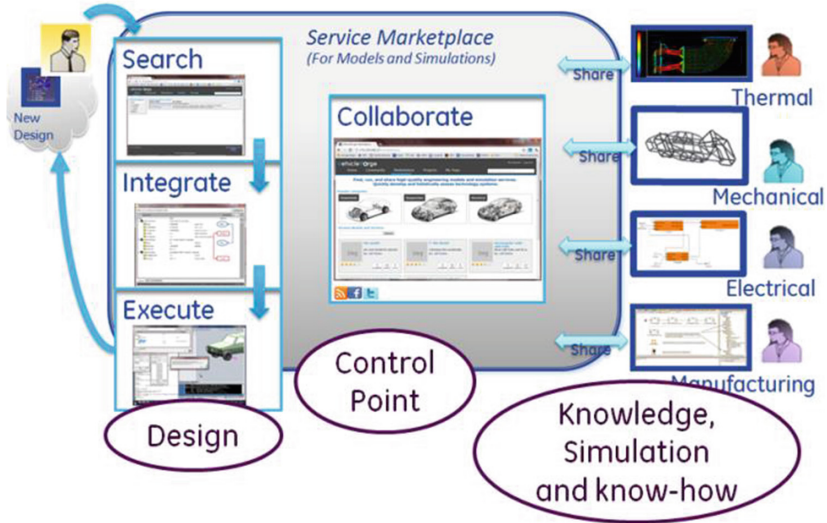 Service Marketplace
(For Models and Simulations)
Search
New
Design
Integrate
Execute
Collaborate
Share
Thermal
Share
Mechanical
Share
Electrical
Share
Manufacturing
Design
Control
Point
Knowledge,
Simulation
and know-how